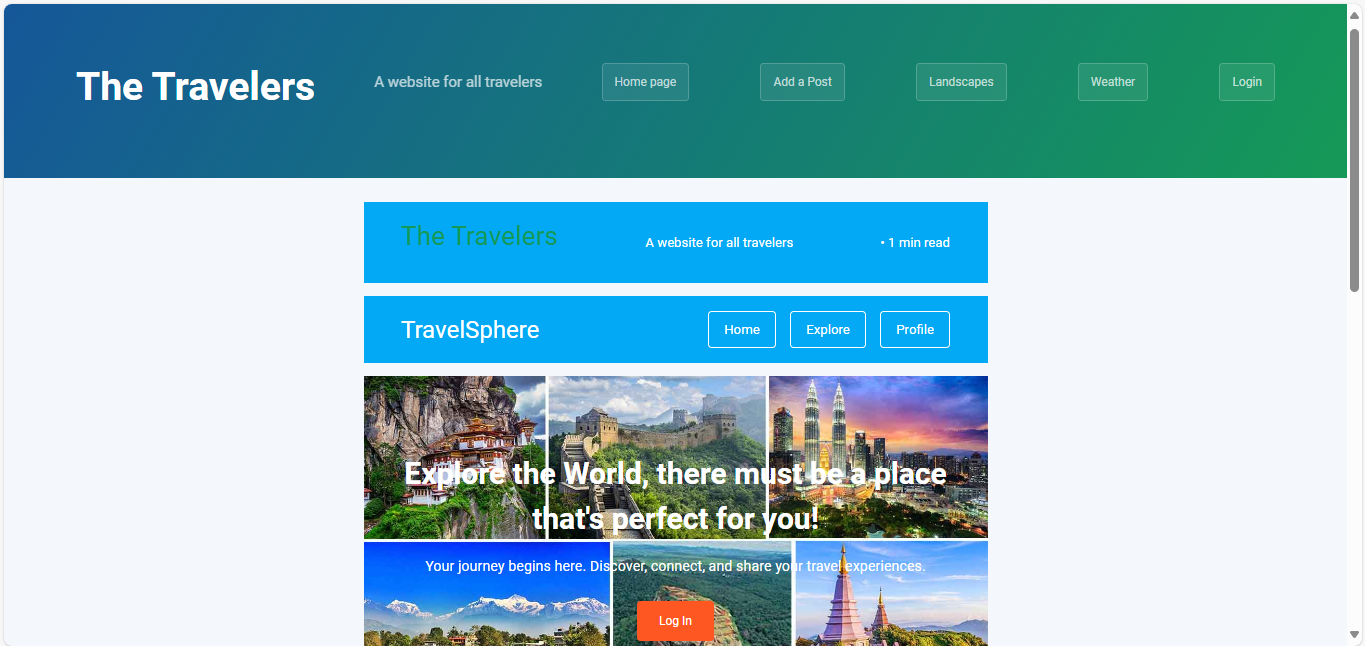 The Travelers
A website for all travelers
Home page
Add a Post
Landscapes
Weather
Login
The Travelers
A website for all travelers
• 1 min read
TravelSphere
Home
Explore
Profile
Explore the World, there must be a place
that's perfect for you!
Your journey begins here. Discover, connect, and share your travel experiences.
Log In